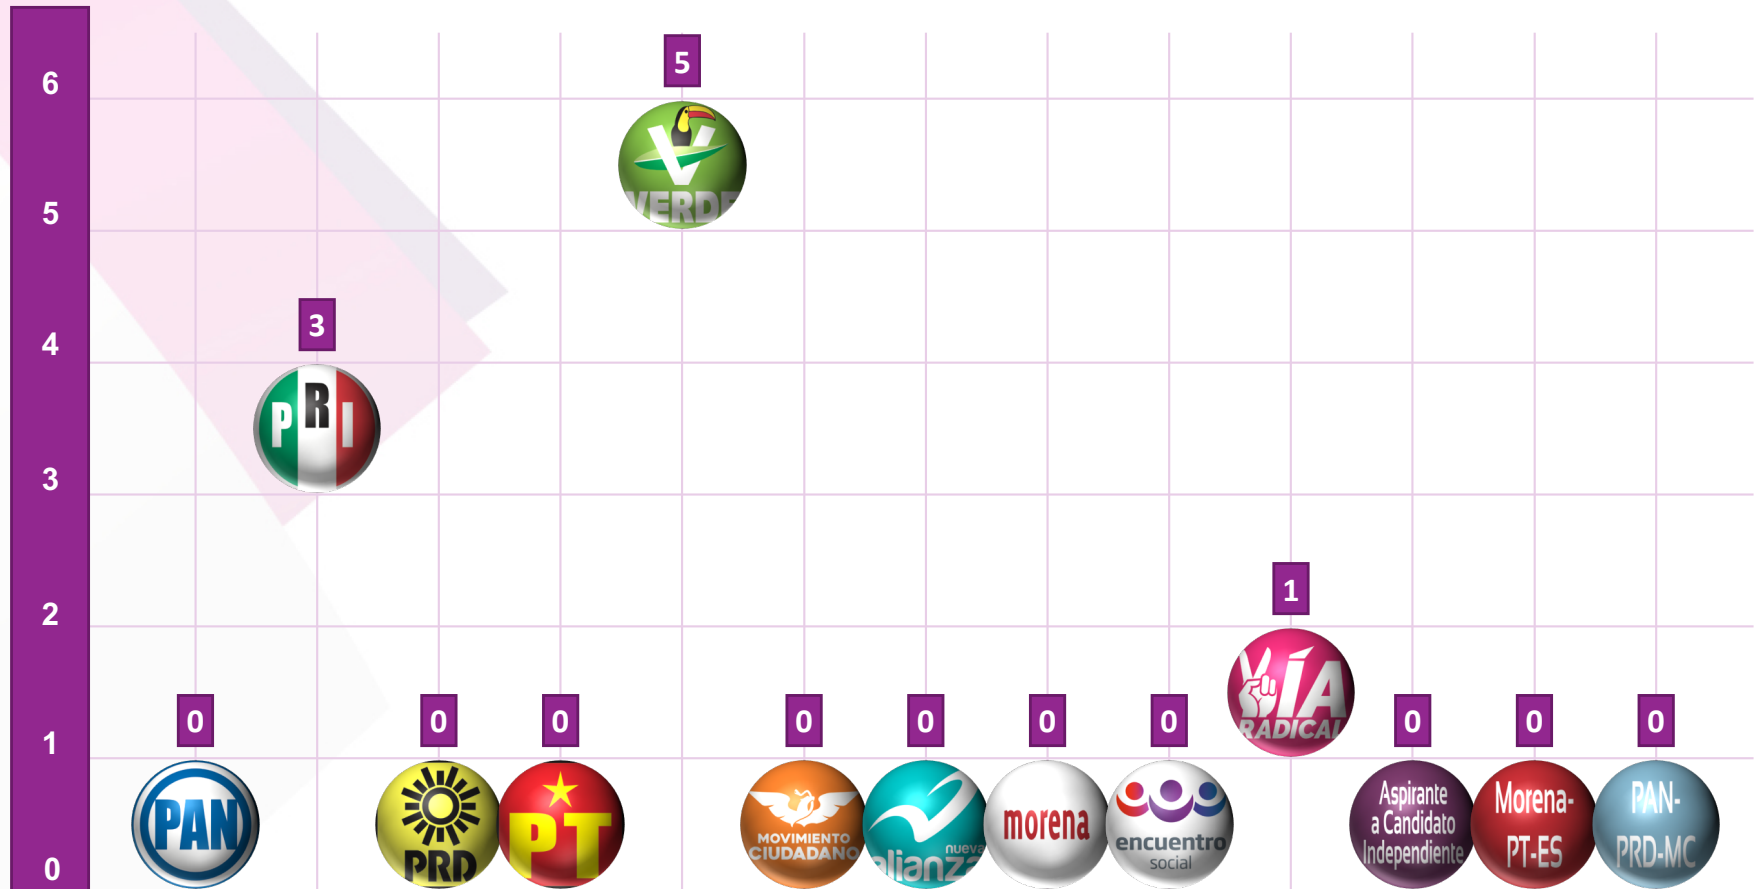 6
5
4
3
2
1
0
5
3
1
0
0
0
0
0
0
0
0
0
0
V
VERDE
PRI
VÍA
RADICAL
PAN
PRD
PT
MOVIMIENTO
CIUDADANO
nueva
alianza
morena
encuentro
social
Aspirante
a Candidato
Independiente
Morena-
PT-ES
PAN-
PRD-MC